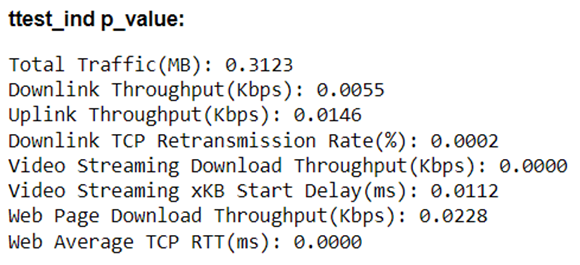 ttest_ind p_value:
Total Traffic(MB): 0.3123
Downlink Throughput(Kbps): 0.0055
Uplink Throughput(Kbps): 0.0146
Downlink TCP Retransmission Rate(%): 0.0002
Video Streaming Download Throughput(Kbps): 0.0000
Video Streaming xKB Start Delay(ms): 0.0112
Web Page Download Throughput(Kbps): 0.0228
Web Average TCP RTT(ms): 0.0000